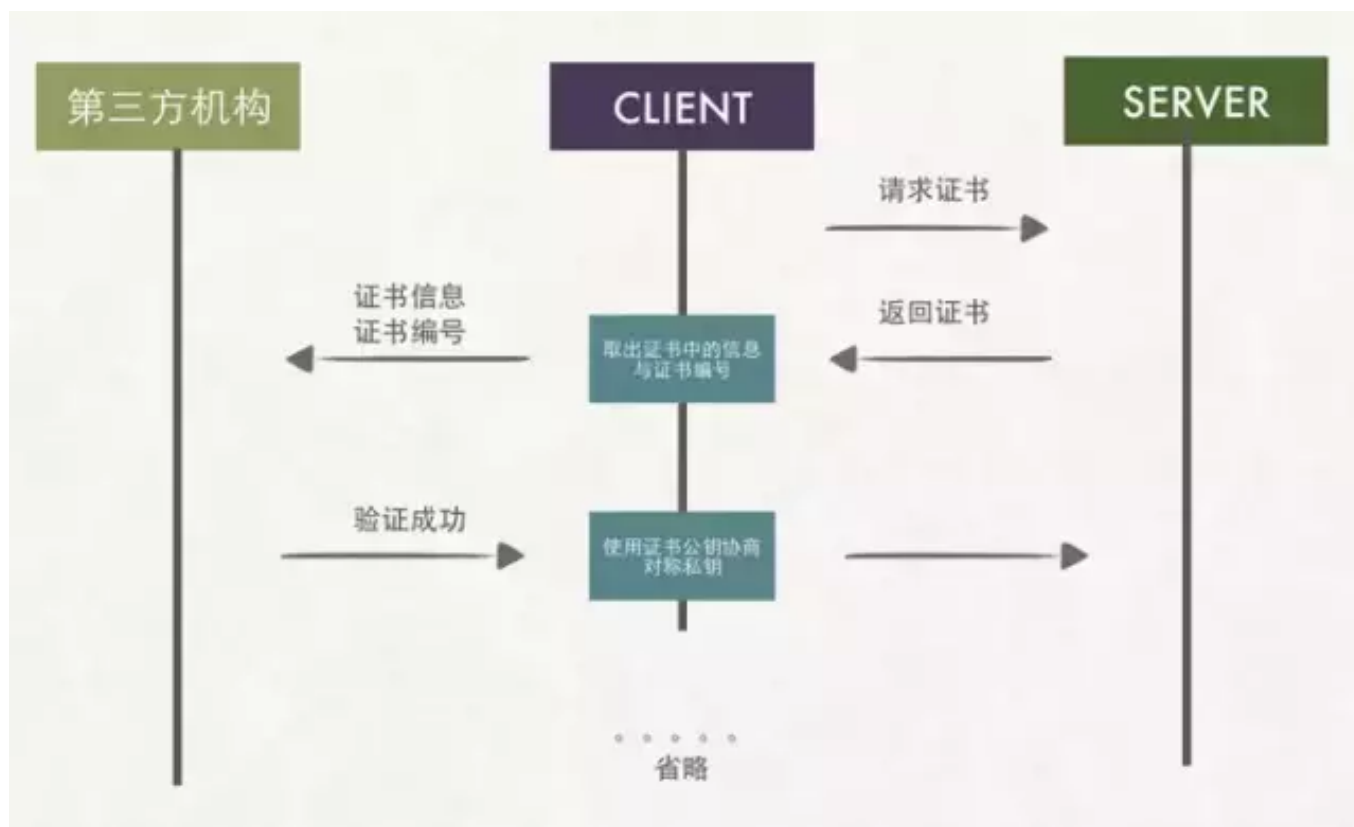 第三方机构
CLIENT
SERVER
请求证书
证书信息
证书编号
返回证书
取出证书中的信息
与证书编号
验证成功
使用证书公钥协商
对称私钥
省略